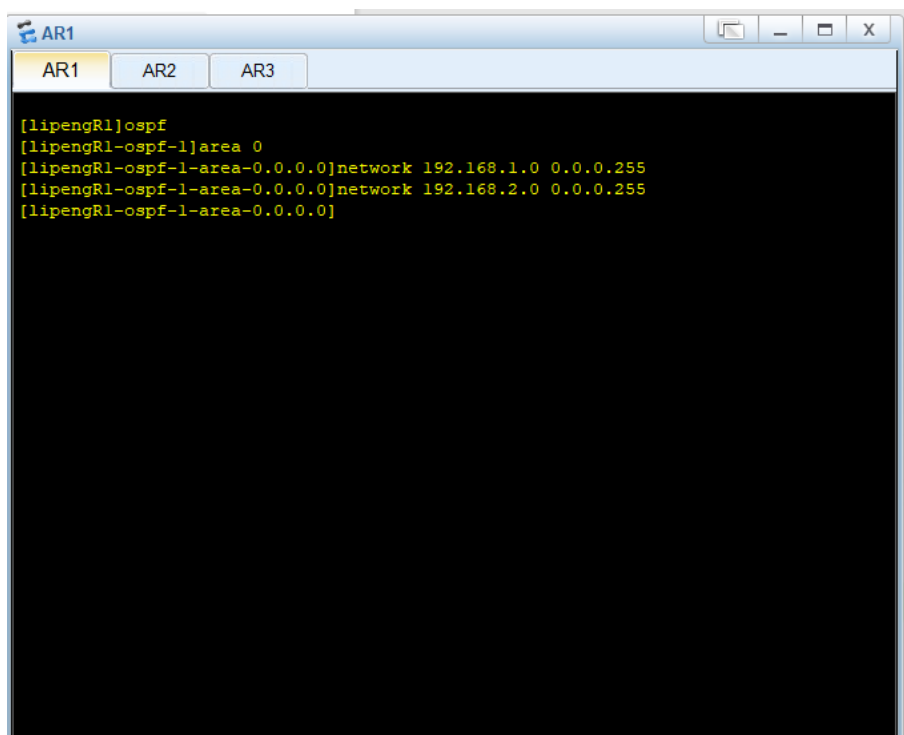 AR1
AR1 AR2 AR3
[lipengR1]ospf
[lipengR1-ospf-1]area 0
[lipengR1-ospf-1-area-0.0.0.0]network 192.168.1.0 0.0.0.255
[lipengR1-ospf-1-area-0.0.0.0]network 192.168.2.0 0.0.0.255
[lipengR1-ospf-1-area-0.0.0.0]